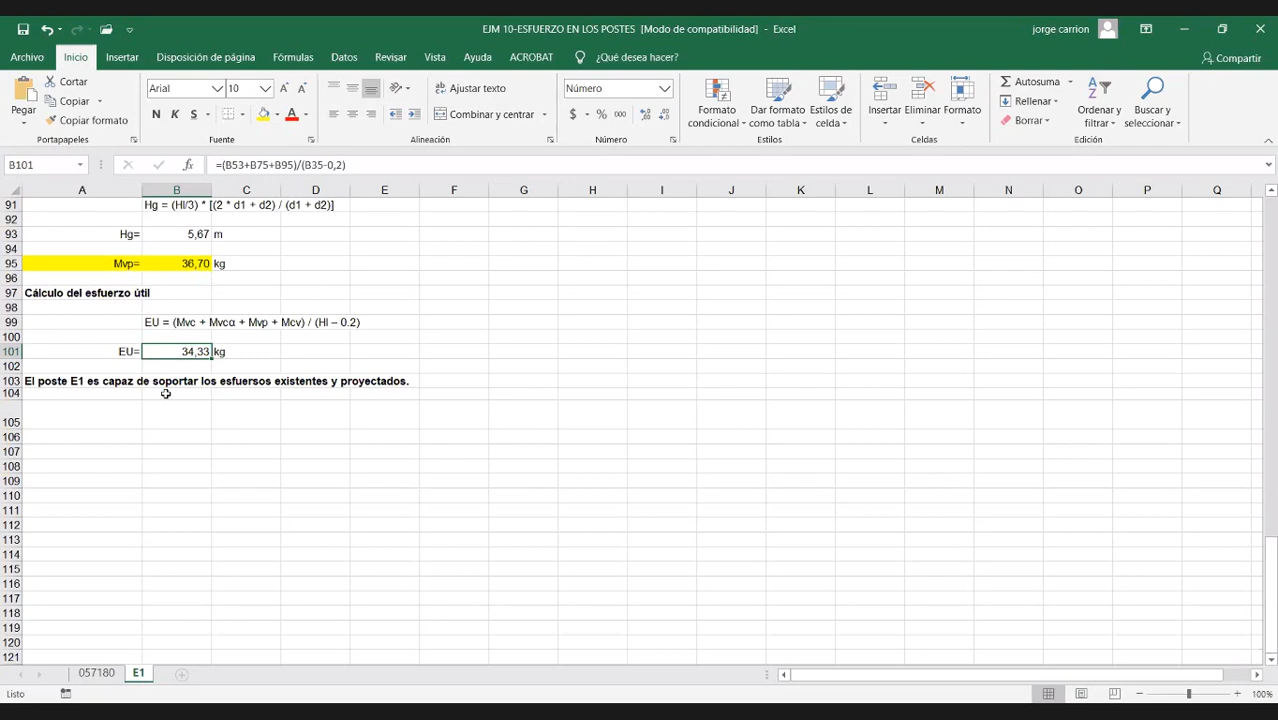 EJM 10-ESFUERZO EN LOS POSTES [Modo de compatibilidad] - Excel
jorge carrion
Archivo Inicio Insertar Disposición de página Fórmulas Datos Revisar Vista Ayuda ACROBAT ¿Qué desea hacer? Compartir
Pegar
Cortar
Copiar
Copiar formato
Portapapeles
Arial 10
N K S A
Fuente
Ajustar texto
Combinar y centrar
Alineación
Número
$ % 000
Número
Formato condicional
Dar formato como tabla
Estilos de celda
Estilos
Insertar Eliminar Formato
Celdas
Autosuma
Rellenar
Borrar
Ordenar y filtrar
Buscar y seleccionar
Edición
B101 fx =(B53+B75+B95)/(B35-0,2)
A B C D E F G H I J K L M N O P Q
91 Hg = (Hl/3) * [(2 * d1 + d2) / (d1 + d2)]
92
93 Hg= 5,67 m
94
95 Mvp= 36,70 kg
96
97 Cálculo del esfuerzo útil
98
99 EU = (Mvc + Mvcα + Mvp + Mcv) / (Hl – 0.2)
100
101 EU= 34,33 kg
102
103 El poste E1 es capaz de soportar los esfuersos existentes y proyectados.
104
105
106
107
108
109
110
111
112
113
114
115
116
117
118
119
120
121
057180 E1
Listo
100%